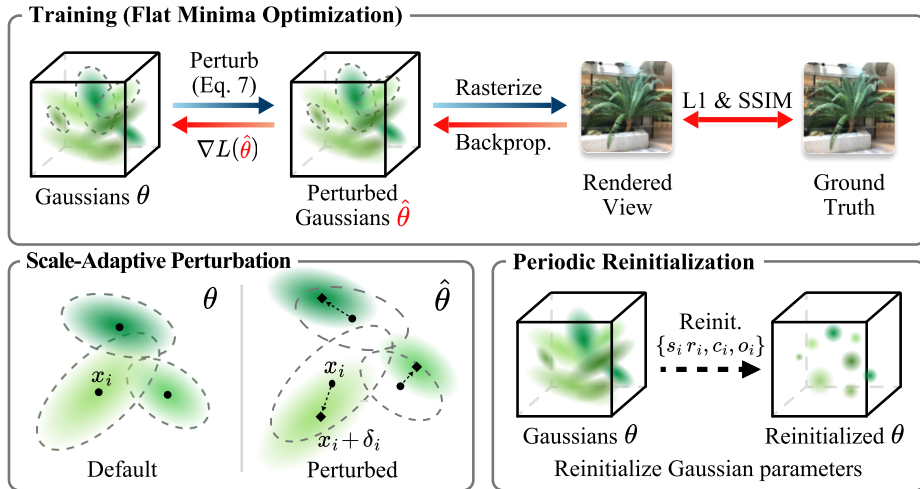 Training (Flat Minima Optimization)
Perturb
(Eq. 7)
∇L(θ̂)
Gaussians θ
Perturbed
Gaussians θ̂
Rasterize
Backprop.
Rendered
View
L1 & SSIM
Ground
Truth
Scale-Adaptive Perturbation
θ
x_i
Default
θ̂
x_i
x_i + δ_i
Perturbed
Periodic Reinitialization
Gaussians θ
Reinit.
{s_i r_i, c_i, o_i}
Reinitialized θ
Reinitialize Gaussian parameters